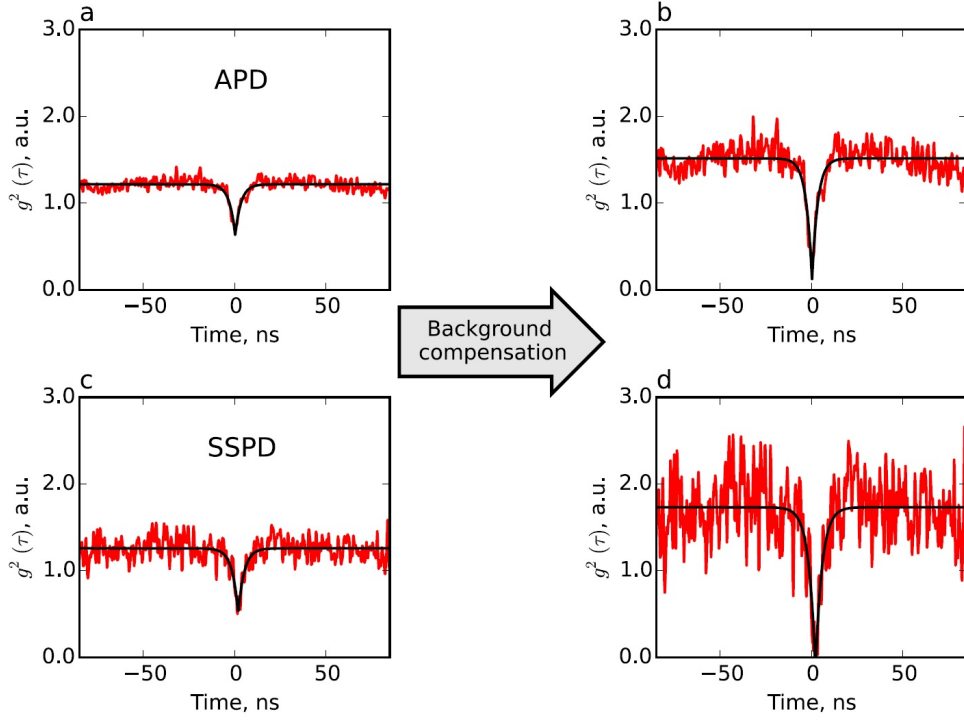 a
APD
3.0
2.0
1.0
0.0
g² (τ), a.u.
−50
0
50
Time, ns
b
3.0
2.0
1.0
0.0
g² (τ), a.u.
−50
0
50
Time, ns
Background
compensation
c
SSPD
3.0
2.0
1.0
0.0
g² (τ), a.u.
−50
0
50
Time, ns
d
3.0
2.0
1.0
0.0
g² (τ), a.u.
−50
0
50
Time, ns